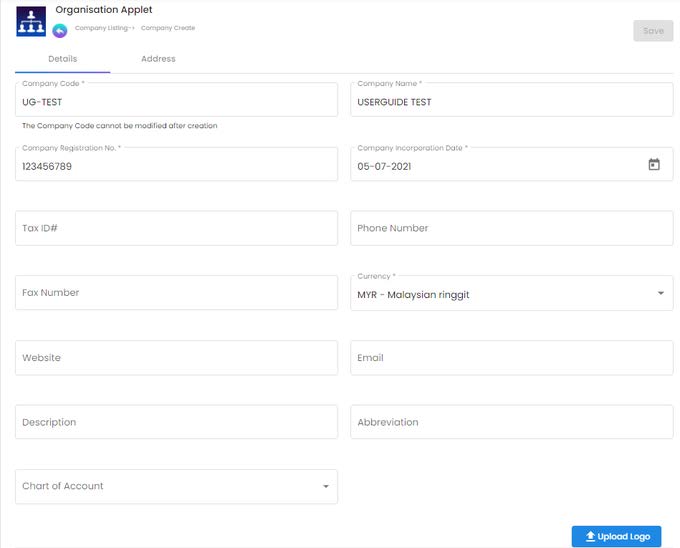 Organisation Applet
Company Listing->  Company Create
Save
Details
Address
Company Code *
UG-TEST
Company Name *
USERGUIDE TEST
The Company Code cannot be modified after creation
Company Registration No. *
123456789
Company Incorporation Date *
05-07-2021
Tax ID#
Phone Number
Fax Number
Currency *
MYR - Malaysian ringgit
Website
Email
Description
Abbreviation
Chart of Account
Upload Logo